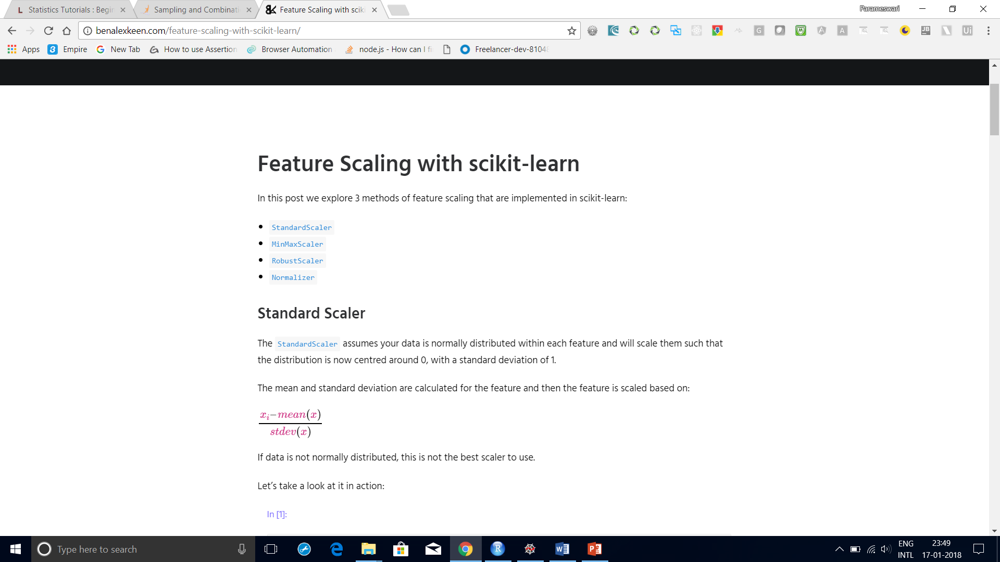 Statistics Tutorials : Begin
Sampling and Combinati
Feature Scaling with scik
Parameswari
benalexkeen.com/feature-scaling-with-scikit-learn/
Apps
Empire
New Tab
How to use Assertion
Browser Automation
node.js - How can I fi
Freelancer-dev-81048
Feature Scaling with scikit-learn
In this post we explore 3 methods of feature scaling that are implemented in scikit-learn:
StandardScaler
MinMaxScaler
RobustScaler
Normalizer
Standard Scaler
The StandardScaler assumes your data is normally distributed within each feature and will scale them such that
the distribution is now centred around 0, with a standard deviation of 1.
The mean and standard deviation are calculated for the feature and then the feature is scaled based on:
xi–mean(x)
stdev(x)
If data is not normally distributed, this is not the best scaler to use.
Let’s take a look at it in action:
In [1]:
Type here to search
ENG
INTL
23:49
17-01-2018